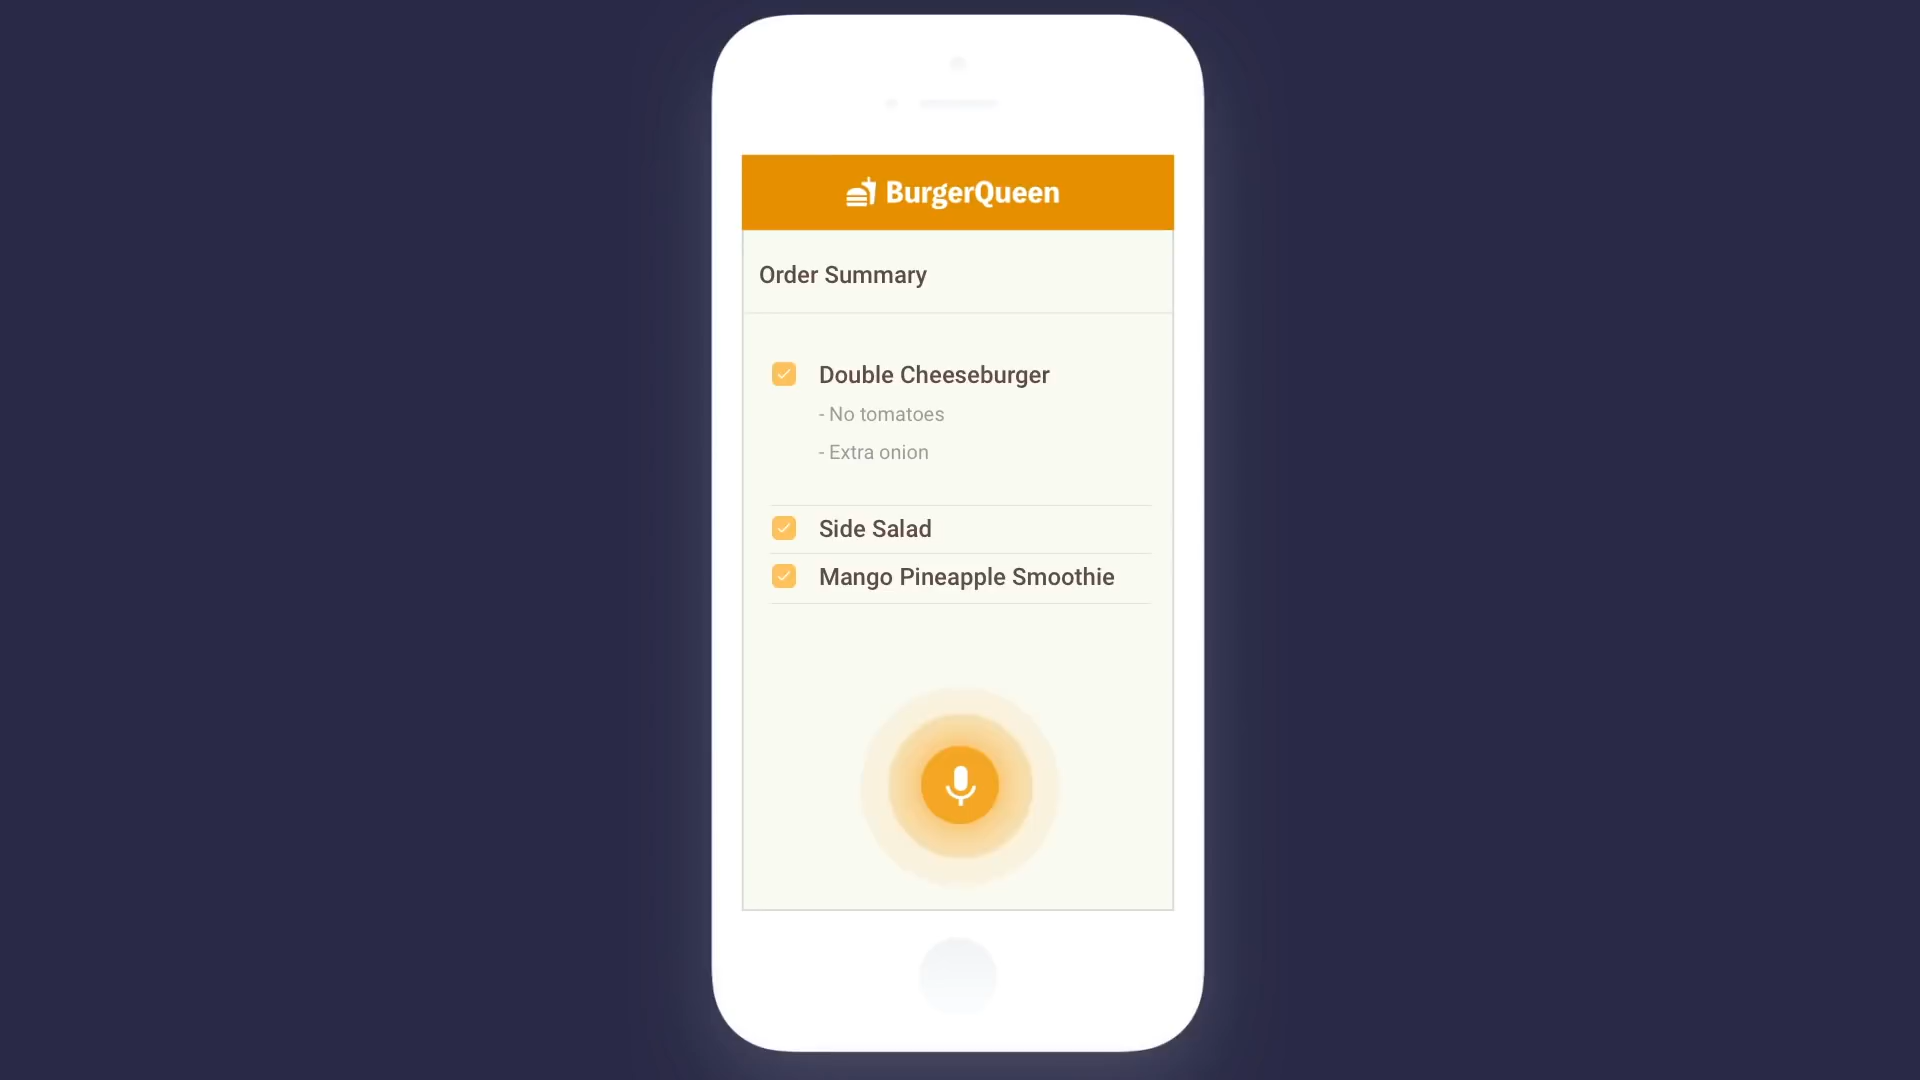 BurgerQueen
Order Summary
Double Cheeseburger
- No tomatoes
- Extra onion
Side Salad
Mango Pineapple Smoothie